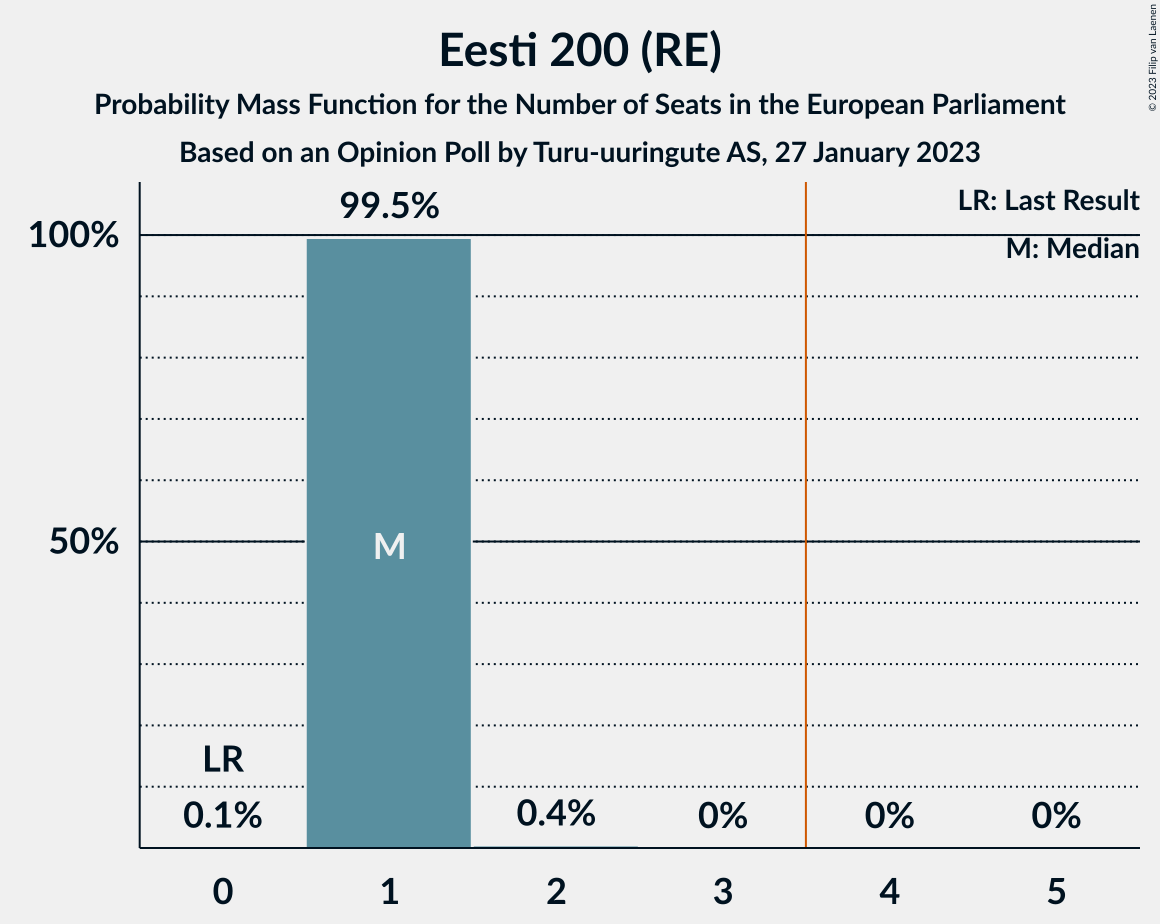 Eesti 200 (RE)
Probability Mass Function for the Number of Seats in the European Parliament
Based on an Opinion Poll by Turu-uuringute AS, 27 January 2023
© 2023 Filip van Laenen
LR: Last Result
M: Median
100%
50%
99.5%
M
LR
0.1%
0.4%
0%
0%
0%
0
1
2
3
4
5